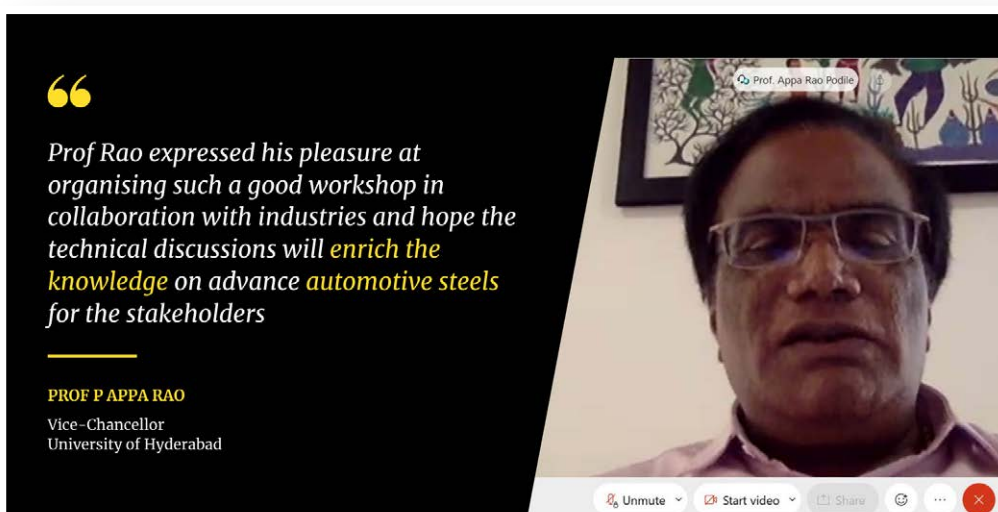 Prof Rao expressed his pleasure at
organising such a good workshop in
collaboration with industries and hope the
technical discussions will enrich the
knowledge on advance automotive steels
for the stakeholders
PROF P APPA RAO
Vice-Chancellor
University of Hyderabad
Prof. Appa Rao Podile
Unmute
Start video
Share